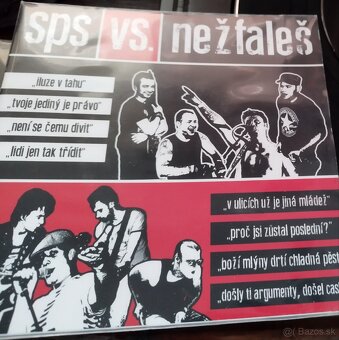 sps vs. nežfaleš
„iluze v tahu"
„tvoje jediný je právo"
„není se čemu divit"
„lidi jen tak třídit"
„v ulicích už je jiná mládež"
„proč jsi zůstal poslední?"
„boží mlýny drtí chladná pěst
„došly ti argumenty, došel čas
© Bazos.sk